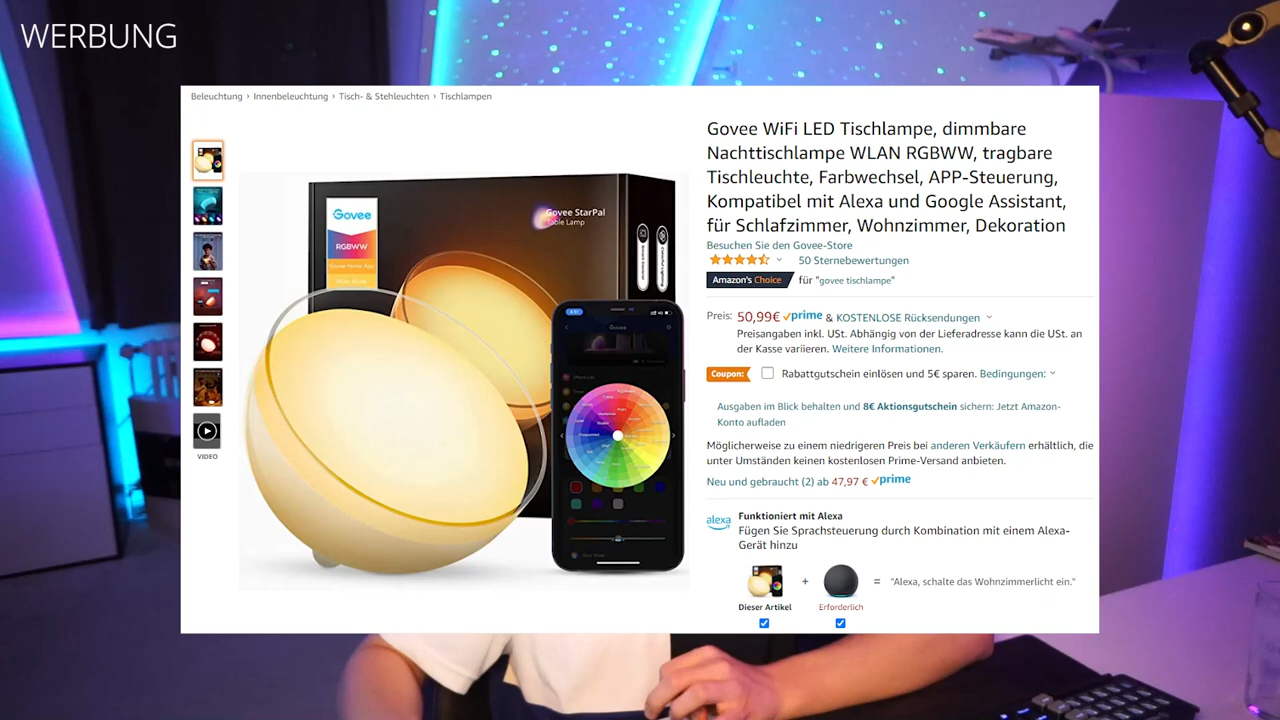 WERBUNG
Beleuchtung › Innenbeleuchtung › Tisch- & Stehleuchten › Tischlampen
Govee WiFi LED Tischlampe, dimmbare
Nachttischlampe WLAN RGBWW, tragbare
Tischleuchte, Farbwechsel, APP-Steuerung,
Kompatibel mit Alexa und Google Assistant,
für Schlafzimmer, Wohnzimmer, Dekoration
Besuchen Sie den Govee-Store
50 Sternebewertungen
Amazon's Choice für "govee tischlampe"
Preis: 50,99€ prime & KOSTENLOSE Rücksendungen
Preisangaben inkl. USt. Abhängig von der Lieferadresse kann die USt. an
der Kasse variieren. Weitere Informationen.
Coupon: Rabattgutschein einlösen und 5€ sparen. Bedingungen:
Ausgaben im Blick behalten und 8€ Aktionsgutschein sichern: Jetzt Amazon-
Konto aufladen
Möglicherweise zu einem niedrigeren Preis bei anderen Verkäufern erhältlich, die
unter Umständen keinen kostenlosen Prime-Versand anbieten.
Neu und gebraucht (2) ab 47,97 € prime
alexa
Funktioniert mit Alexa
Fügen Sie Sprachsteuerung durch Kombination mit einem Alexa-
Gerät hinzu
+ = "Alexa, schalte das Wohnzimmerlicht ein."
Dieser Artikel
Erforderlich
VIDEO
Govee
RGBWW
Govee Home App
Govee StarPal
Table Lamp
Govee